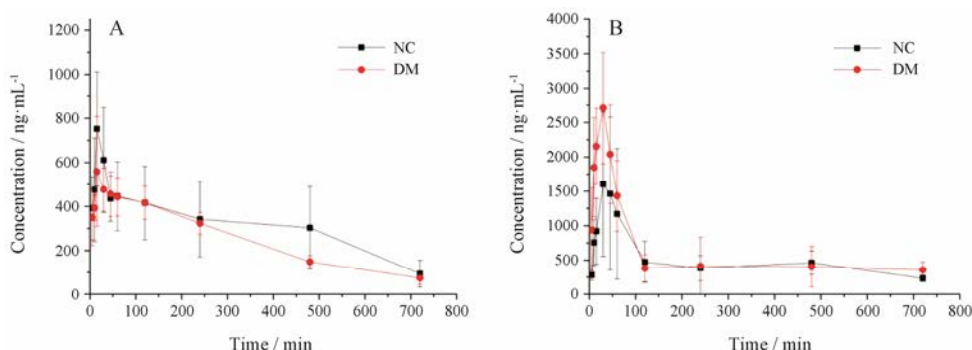 A
NC
DM
1200
1000
800
600
400
200
0
Concentration / ng·mL⁻¹
0 100 200 300 400 500 600 700 800
Time / min
B
NC
DM
4000
3500
3000
2500
2000
1500
1000
500
0
Concentration / ng·mL⁻¹
0 100 200 300 400 500 600 700 800
Time / min